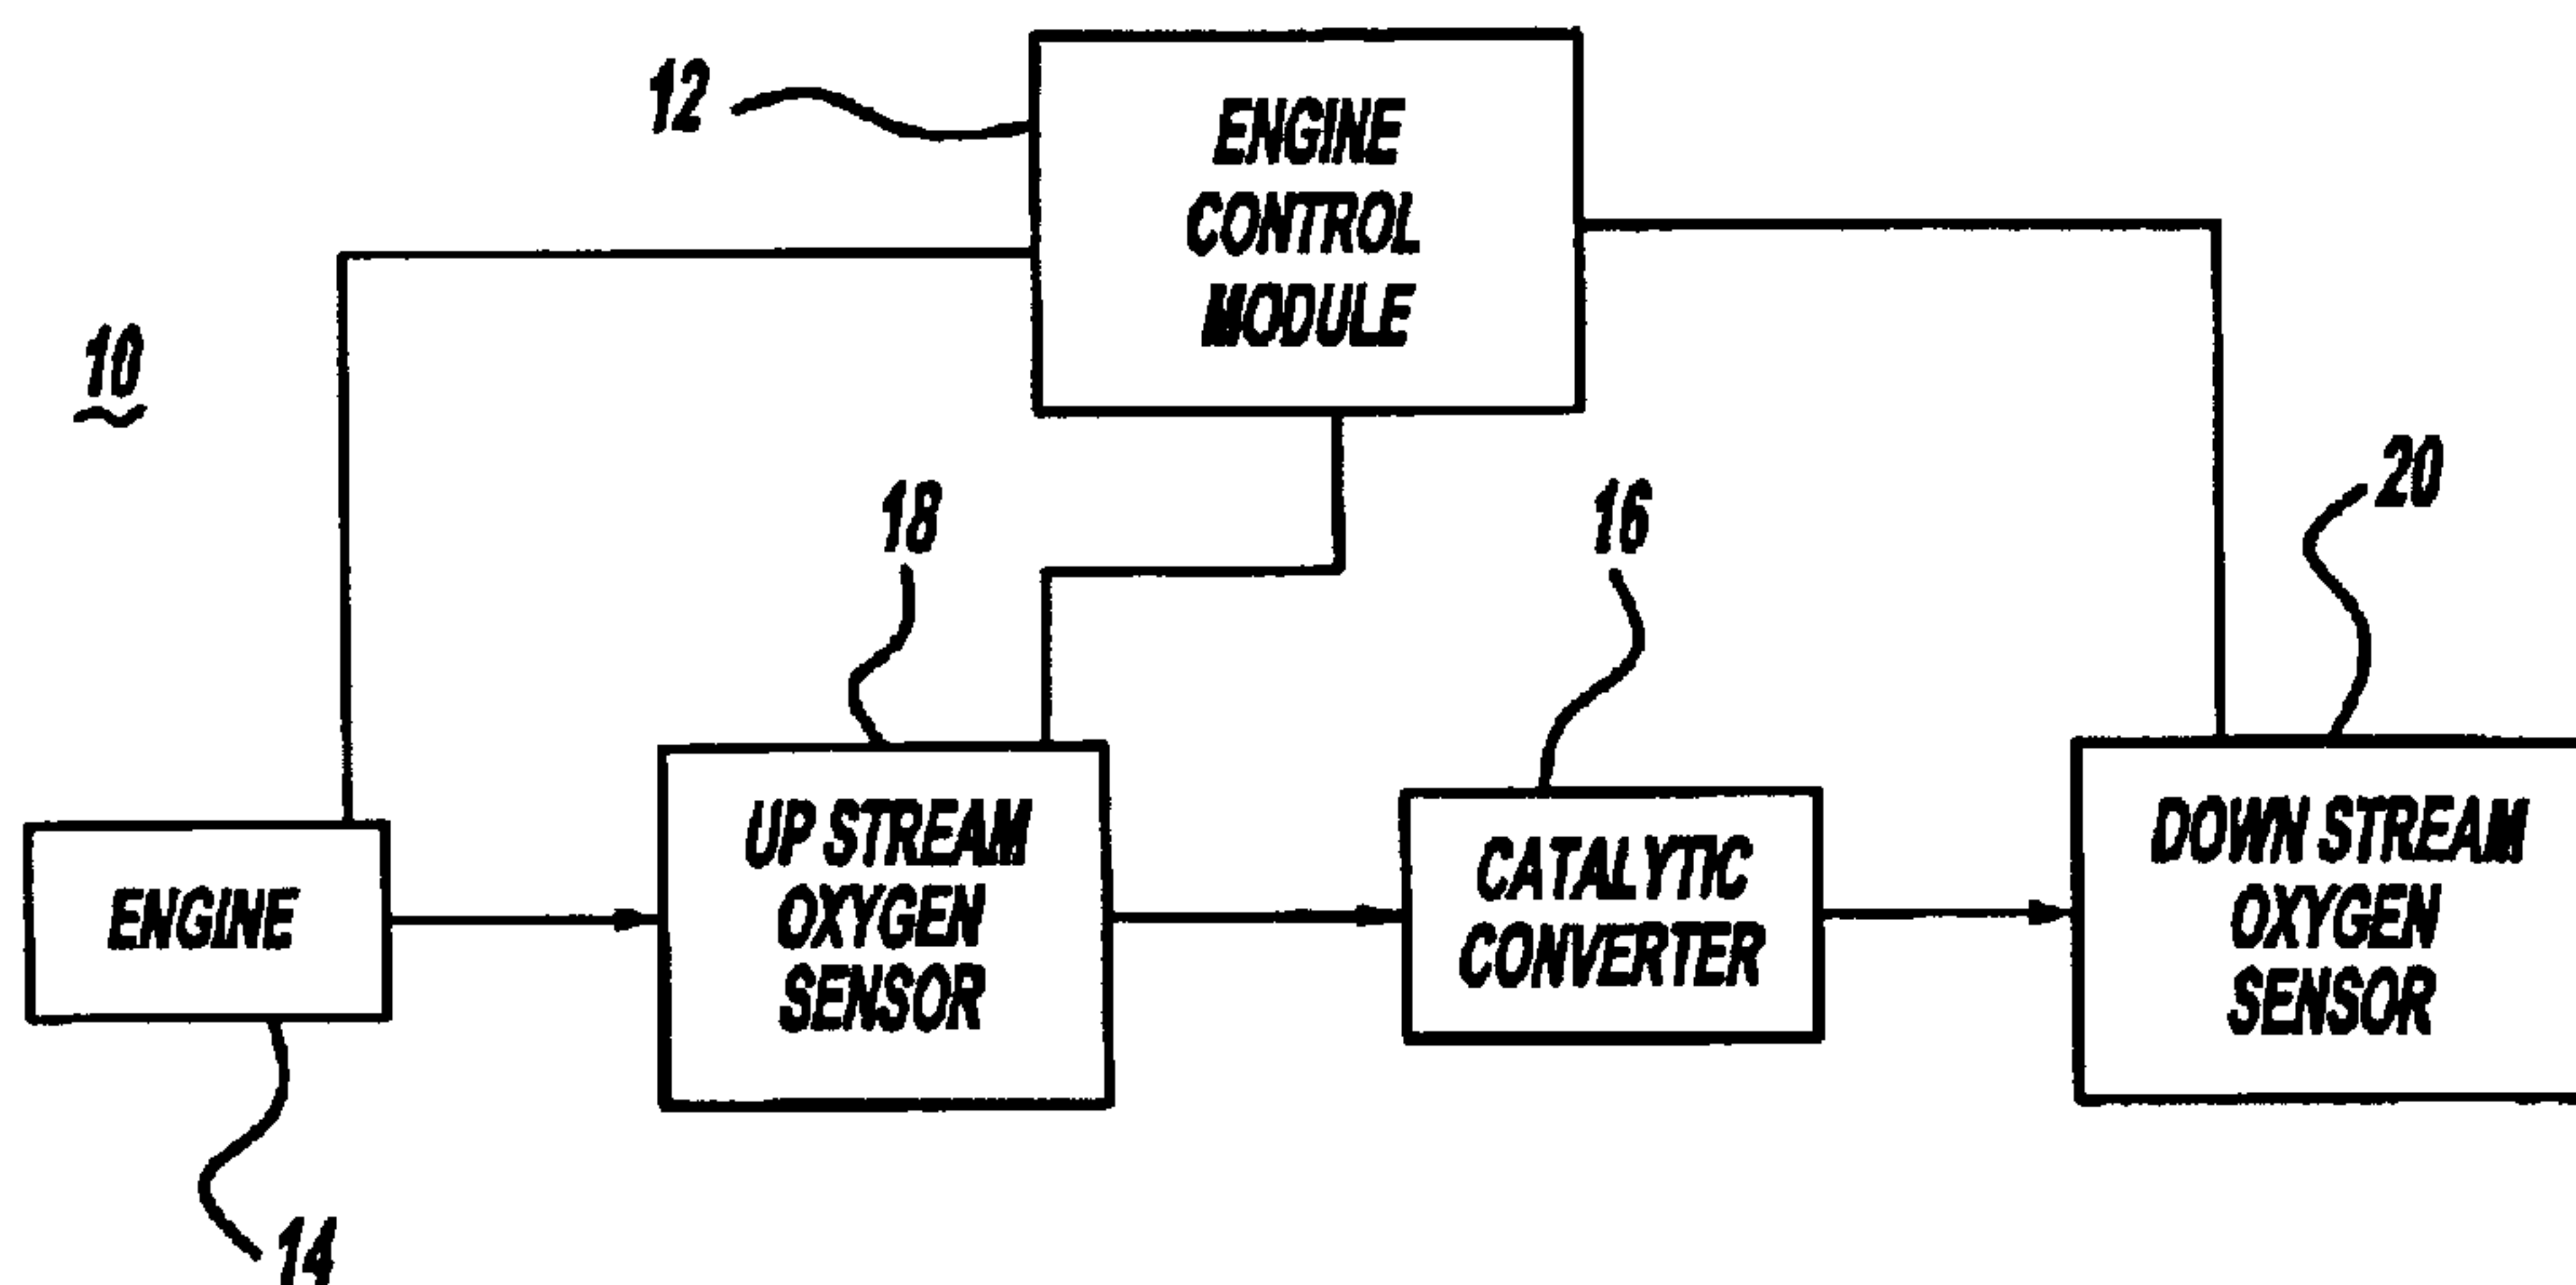 12
ENGINE
CONTROL
MODULE
10
18
16
20
ENGINE
UP STREAM
OXYGEN
SENSOR
CATALYTIC
CONVERTER
DOWN STREAM
OXYGEN
SENSOR
14